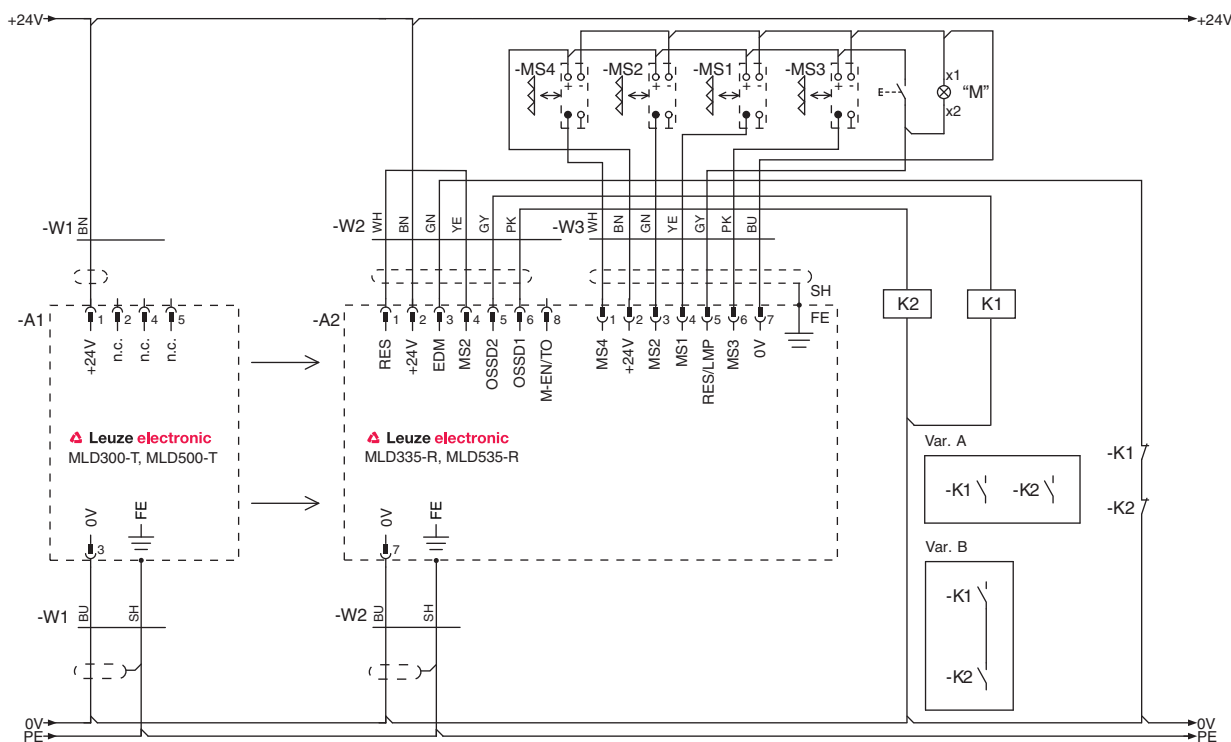 +24V +24V
-MS4 -MS2 -MS1 -MS3 x1 "M"
+ - + - + - + - E x2
-W1 BN -W2 WH BN GN YE GY PK -W3 WH BN GN YE GY PK BU
SH
K2 K1
-A1 1 2 4 5 -A2 1 2 3 4 5 6 8 1 2 3 4 5 6 7 FE
+24V n.c. n.c. n.c. RES +24V EDM MS2 OSSD2 OSSD1 M-EN/TO MS4 +24V MS2 MS1 RES/LMP MS3 0V
Leuze electronic Leuze electronic
MLD300-T, MLD500-T MLD335-R, MLD535-R
Var. A -K1
-K1 -K2
-K2
0V FE 0V FE
3 7
Var. B
-K1
-W1 BU SH -W2 BU SH
-K2
0V 0V
PE PE